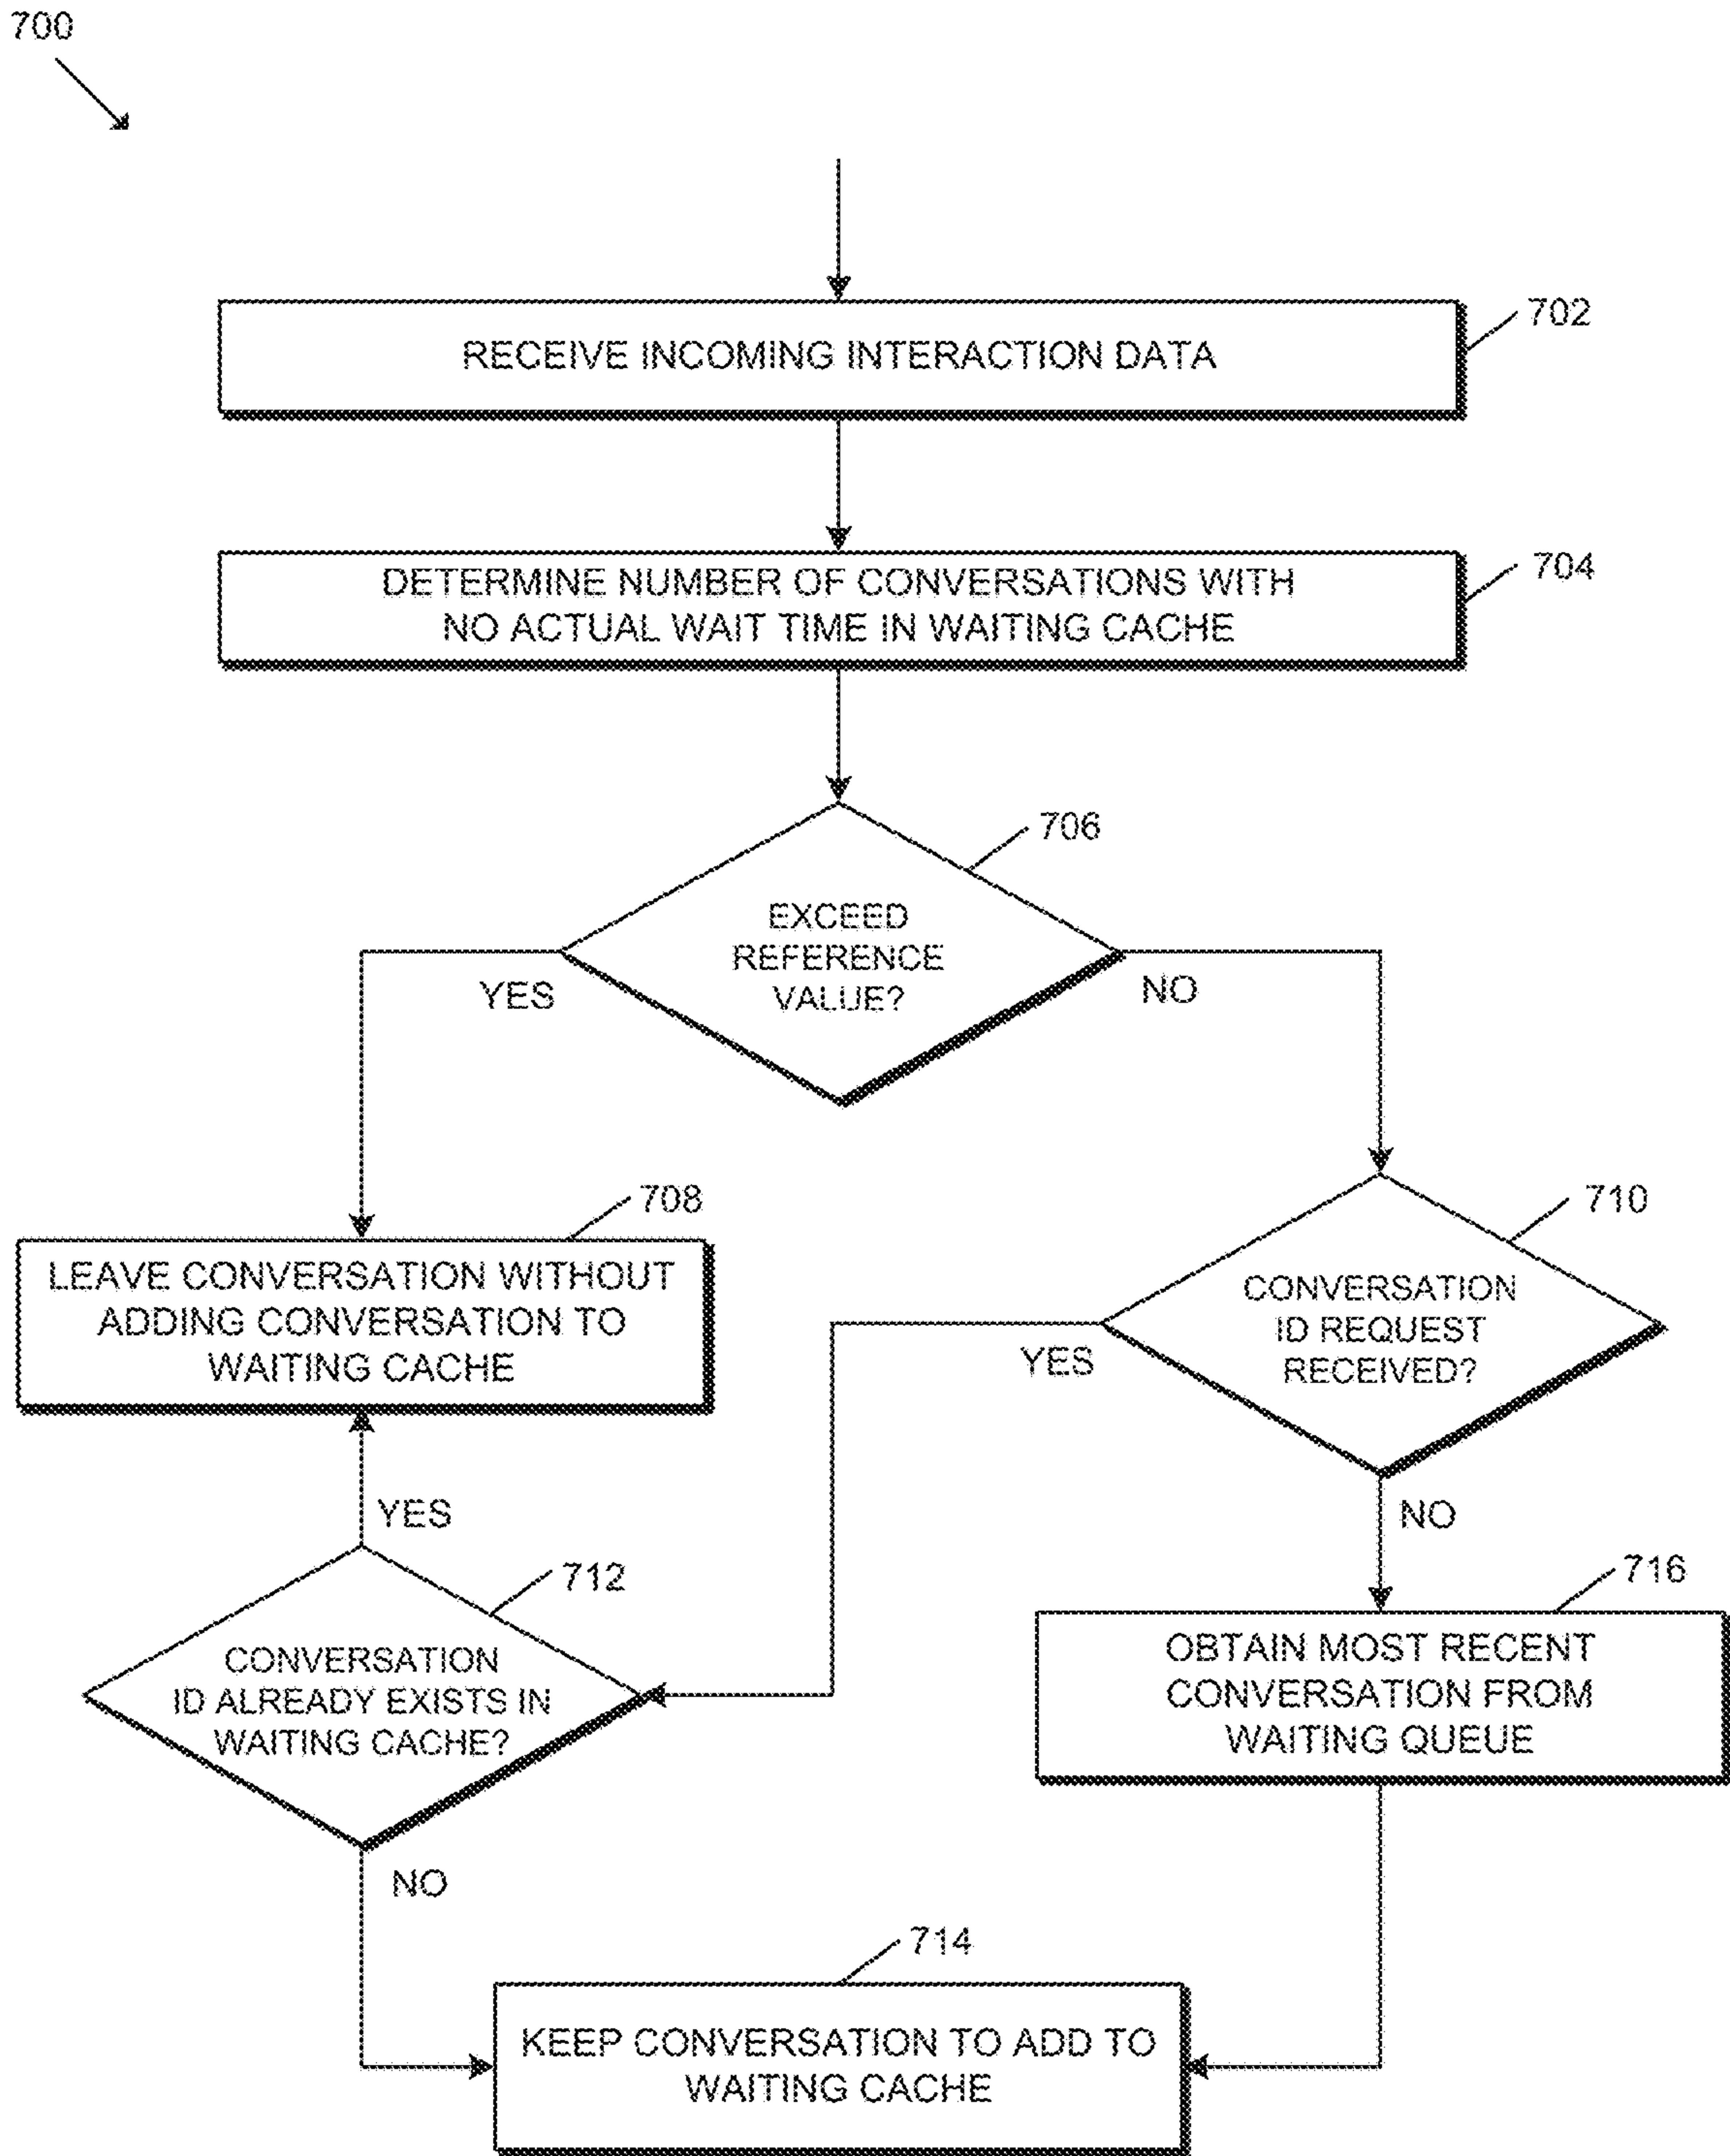 700
702
RECEIVE INCOMING INTERACTION DATA
704
DETERMINE NUMBER OF CONVERSATIONS WITH
NO ACTUAL WAIT TIME IN WAITING CACHE
706
EXCEED
REFERENCE
VALUE?
YES
NO
708
LEAVE CONVERSATION WITHOUT
ADDING CONVERSATION TO
WAITING CACHE
710
CONVERSATION
ID REQUEST
RECEIVED?
YES
NO
YES
712
CONVERSATION
ID ALREADY EXISTS IN
WAITING CACHE?
NO
716
OBTAIN MOST RECENT
CONVERSATION FROM
WAITING QUEUE
714
KEEP CONVERSATION TO ADD TO
WAITING CACHE